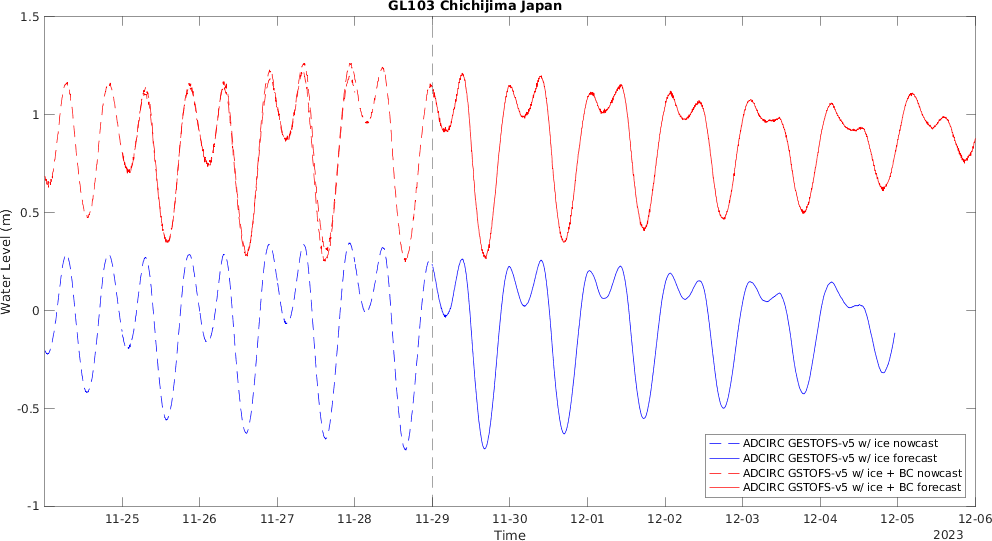 GL103 Chichijima Japan
1.5
1
0.5
0
-0.5
-1
Water Level (m)
11-25 11-26 11-27 11-28 11-29 11-30 12-01 12-02 12-03 12-04 12-05 12-06
Time
2023
ADCIRC GESTOFS-v5 w/ ice nowcast
ADCIRC GESTOFS-v5 w/ ice forecast
ADCIRC GSTOFS-v5 w/ ice + BC nowcast
ADCIRC GSTOFS-v5 w/ ice + BC forecast